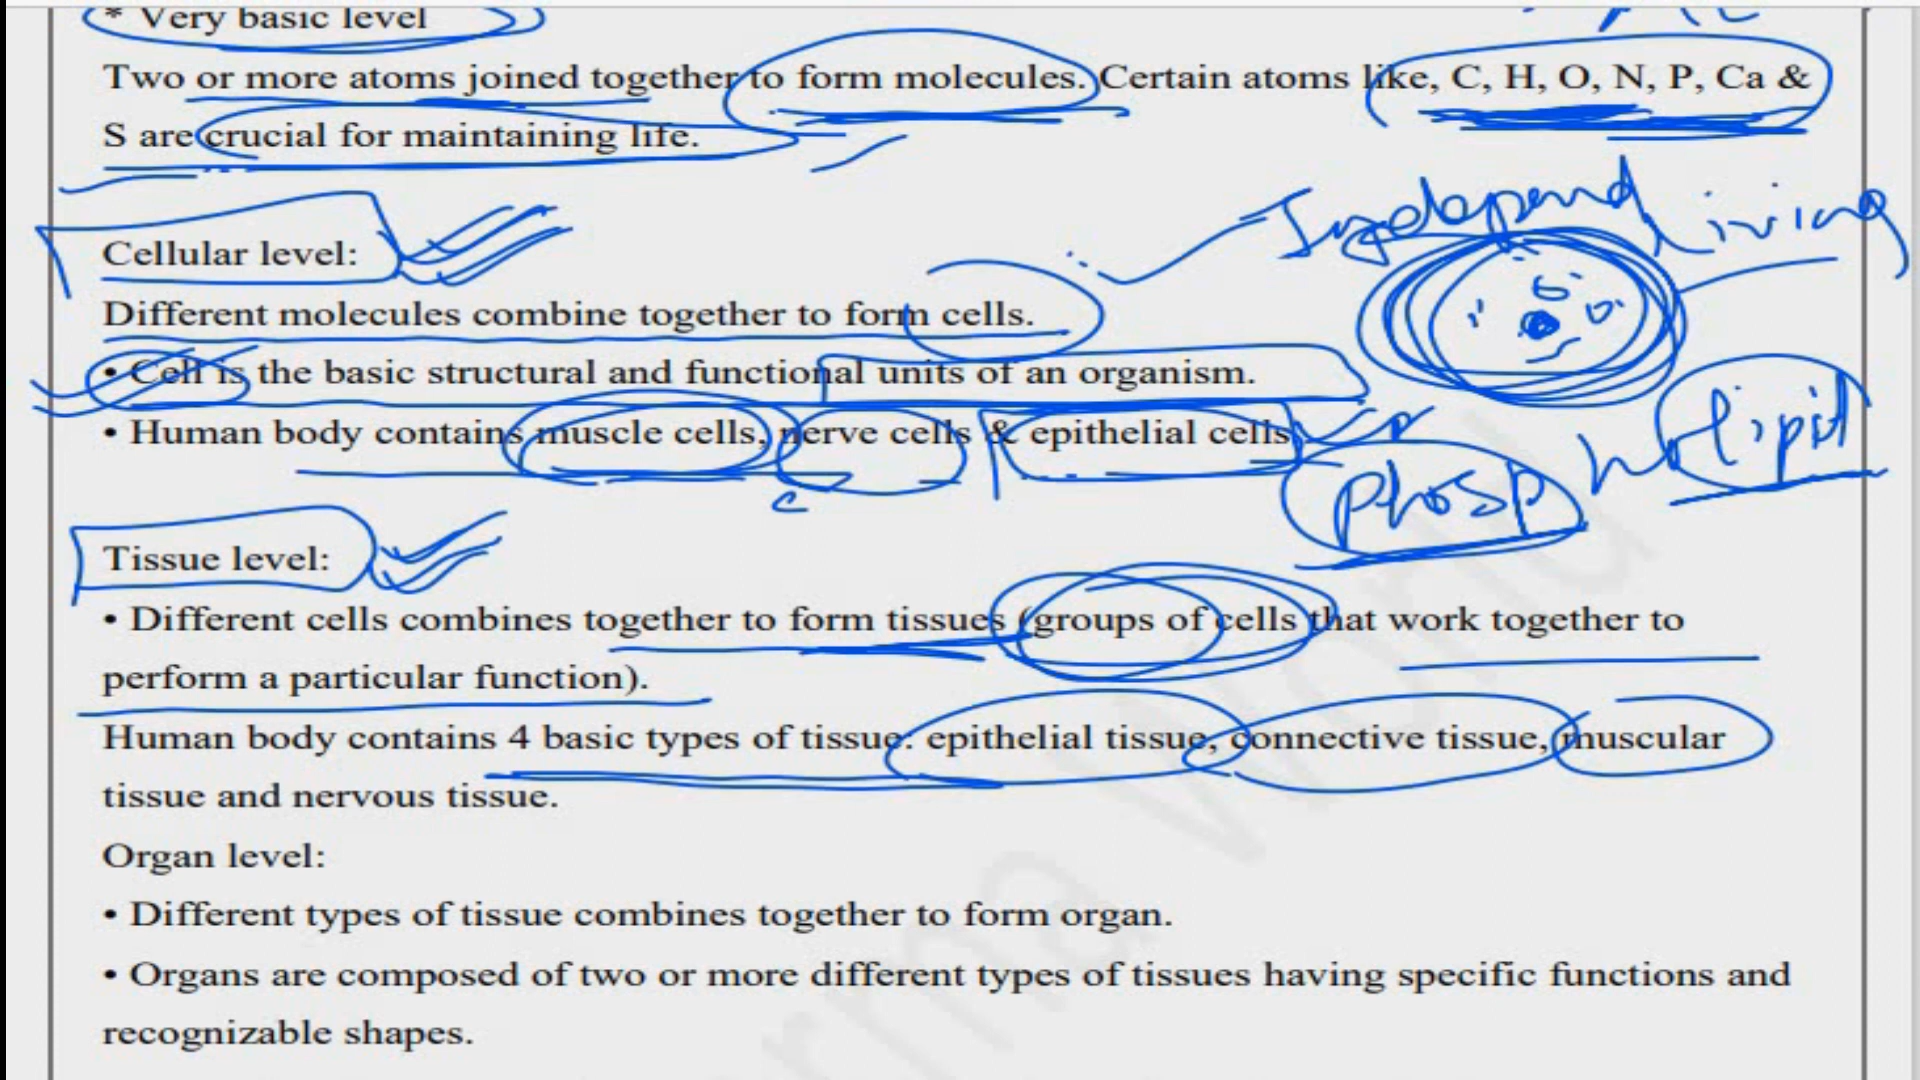 * Very basic level
Two or more atoms joined together to form molecules. Certain atoms like, C, H, O, N, P, Ca &
S are crucial for maintaining life.
Independ Living
Cellular level:
Different molecules combine together to form cells.
• Cell is the basic structural and functional units of an organism.
• Human body contains muscle cells, nerve cells & epithelial cells
lipid
phosp
Tissue level:
• Different cells combines together to form tissues (groups of cells that work together to
perform a particular function).
Human body contains 4 basic types of tissue: epithelial tissue, connective tissue, muscular
tissue and nervous tissue.
Organ level:
• Different types of tissue combines together to form organ.
• Organs are composed of two or more different types of tissues having specific functions and
recognizable shapes.